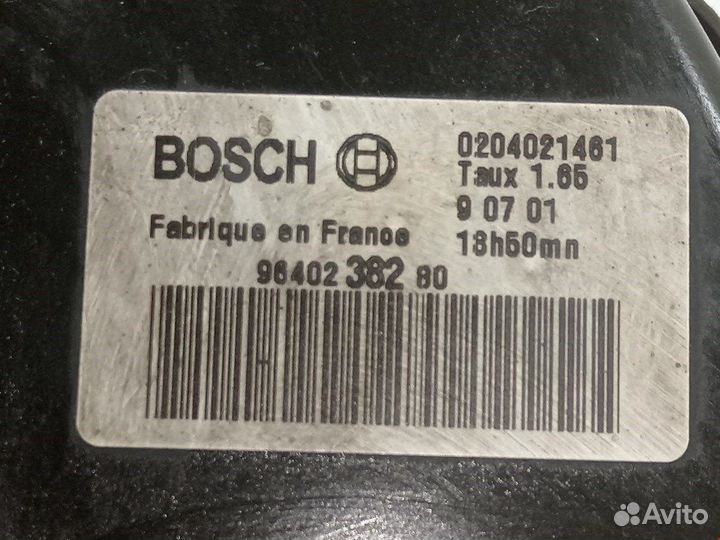 BOSCH
0204021461
Taux 1.65
9 07 01
Fabrique en France
18h50mn
96402 382 80
Avito